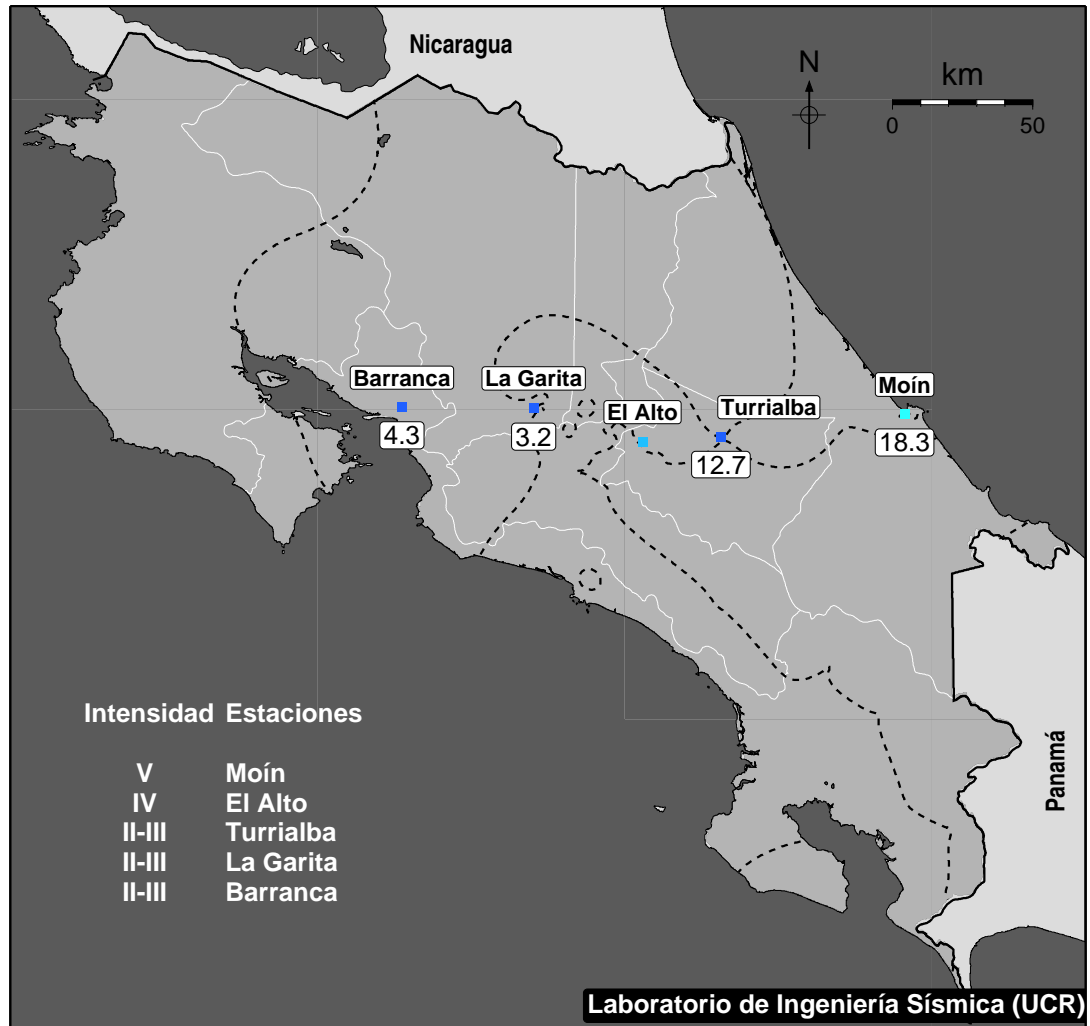 Nicaragua
N
km
0 50
Barranca
La Garita
El Alto
Turrialba
Moín
4.3
3.2
12.7
18.3
Intensidad Estaciones
V Moín
IV El Alto
II-III Turrialba
II-III La Garita
II-III Barranca
Panamá
Laboratorio de Ingeniería Sísmica (UCR)